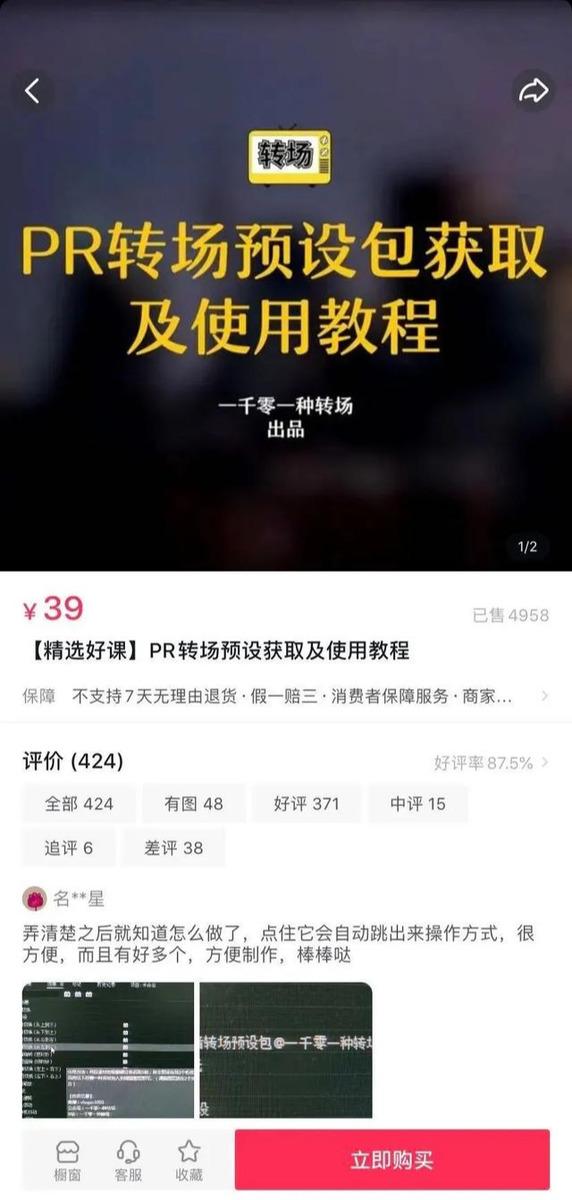 转场
PR转场预设包获取
及使用教程
一千零一种转场
出品
1/2
¥39
已售4958
【精选好课】PR转场预设获取及使用教程
保障 不支持7天无理由退货·假一赔三·消费者保障服务·商家...
评价 (424)
好评率87.5%
全部 424
有图 48
好评 371
中评 15
追评 6
差评 38
名**星
弄清楚之后就知道怎么做了，点住它会自动跳出来操作方式，很
方便，而且有好多个，方便制作，棒棒哒
转场预设包@一千零一种转场
橱窗
客服
收藏
立即购买